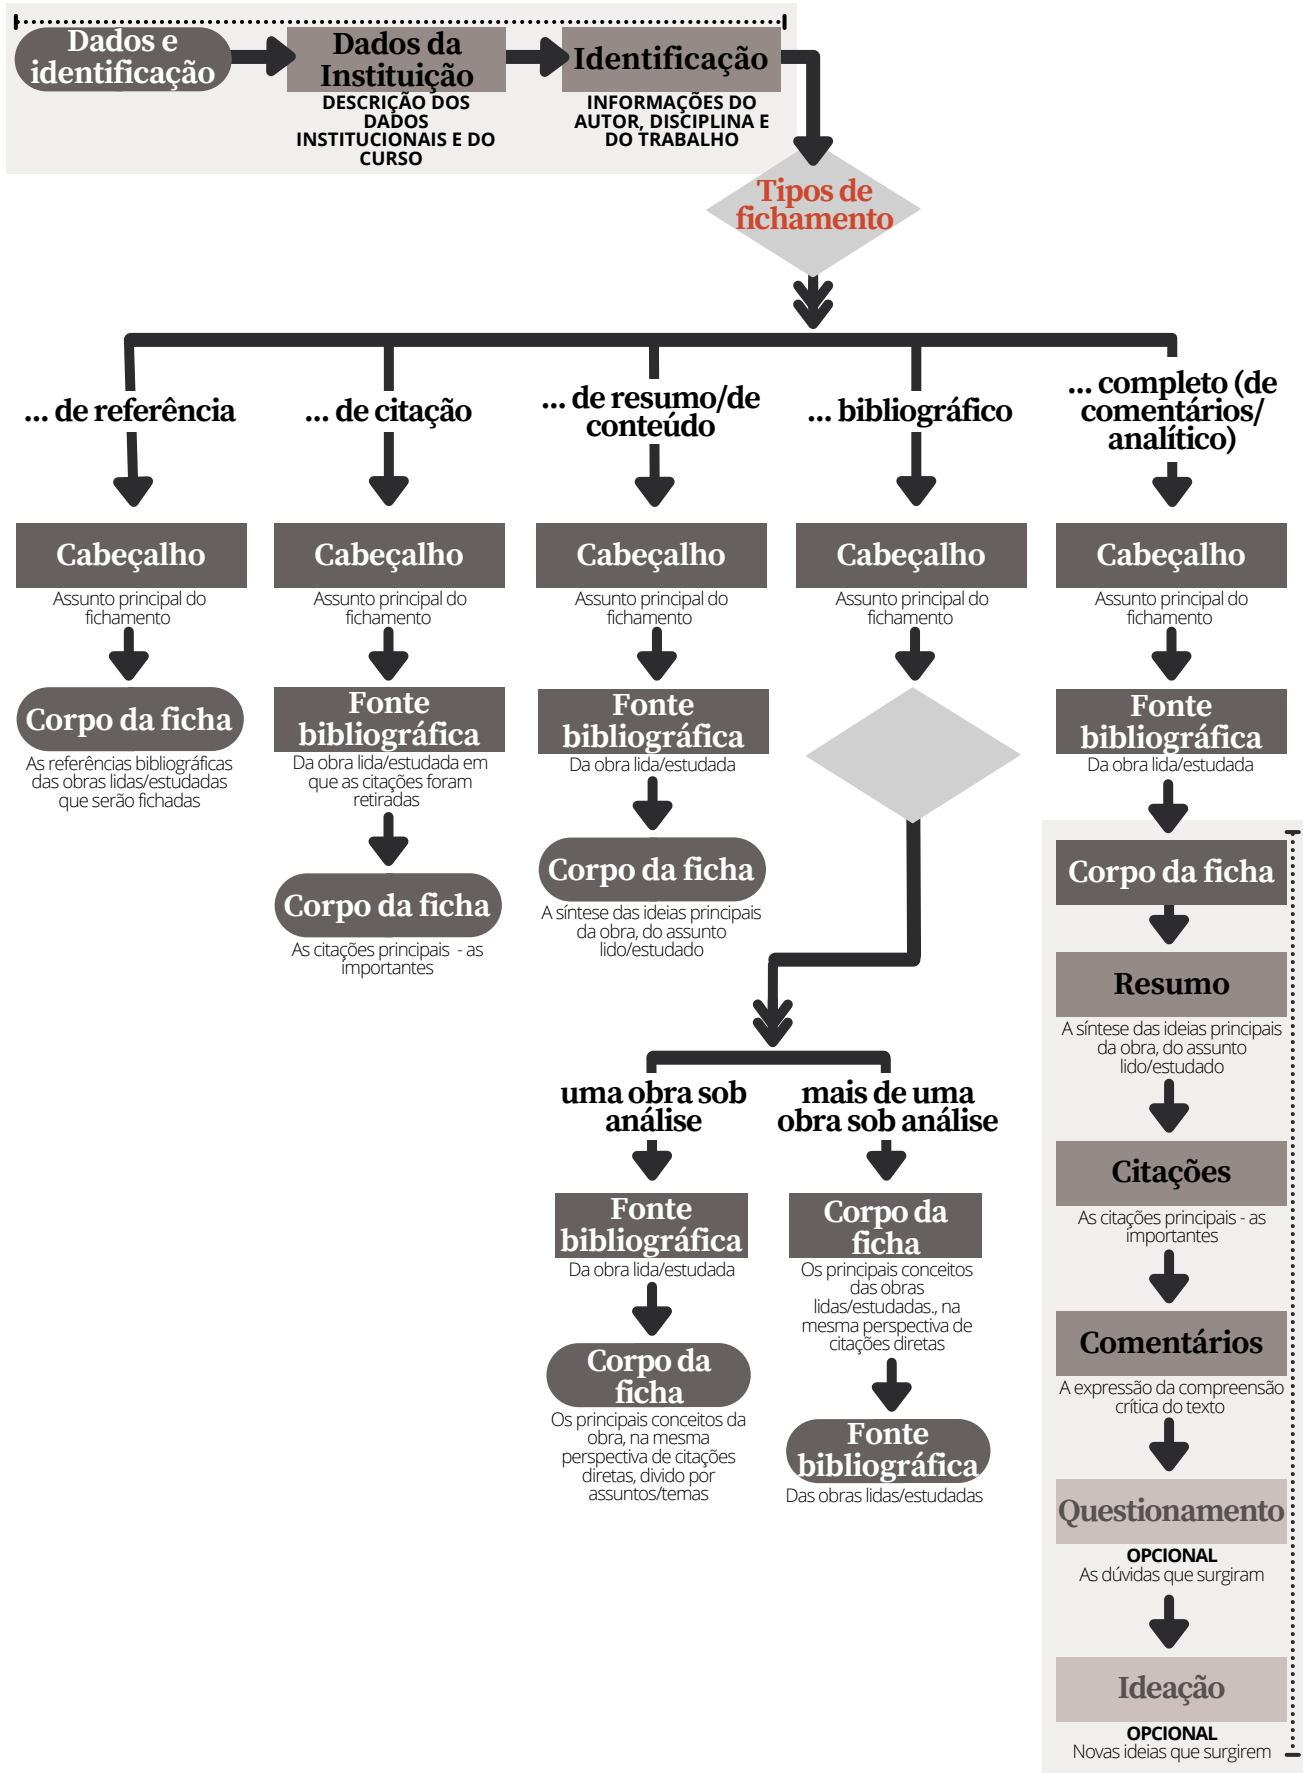 Dados e
identificação
Dados da
Instituição
DESCRIÇÃO DOS
DADOS
INSTITUCIONAIS E DO
CURSO
Identificação
INFORMAÇÕES DO
AUTOR, DISCIPLINA E
DO TRABALHO
Tipos de
fichamento
... de referência
Cabeçalho
Assunto principal do
fichamento
Corpo da ficha
As referências bibliográficas
das obras lidas/estudadas
que serão fichadas
... de citação
Cabeçalho
Assunto principal do
fichamento
Fonte
bibliográfica
Da obra lida/estudada em
que as citações foram
retiradas
Corpo da ficha
As citações principais - as
importantes
... de resumo/de
conteúdo
Cabeçalho
Assunto principal do
fichamento
Fonte
bibliográfica
Da obra lida/estudada
Corpo da ficha
A síntese das ideias principais
da obra, do assunto
lido/estudado
... bibliográfico
Cabeçalho
Assunto principal do
fichamento
uma obra sob
análise
Fonte
bibliográfica
Da obra lida/estudada
Corpo da
ficha
Os principais conceitos da
obra, na mesma
perspectiva de citações
diretas, divido por
assuntos/temas
mais de uma
obra sob análise
Corpo da
ficha
Os principais conceitos
das obras
lidas/estudadas., na
mesma perspectiva de
citações diretas
Fonte
bibliográfica
Das obras lidas/estudadas
... completo (de
comentários/
analítico)
Cabeçalho
Assunto principal do
fichamento
Fonte
bibliográfica
Da obra lida/estudada
Corpo da ficha
Resumo
A síntese das ideias principais
da obra, do assunto
lido/estudado
Citações
As citações principais - as
importantes
Comentários
A expressão da compreensão
crítica do texto
Questionamento
OPCIONAL
As dúvidas que surgiram
Ideação
OPCIONAL
Novas ideias que surgirem